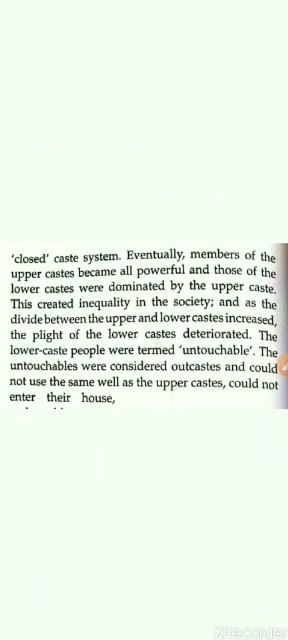 'closed' caste system. Eventually, members of the
upper castes became all powerful and those of the
lower castes were dominated by the upper caste.
This created inequality in the society; and as the
divide between the upper and lower castes increased,
the plight of the lower castes deteriorated. The
lower-caste people were termed 'untouchable'. The
untouchables were considered outcastes and could
not use the same well as the upper castes, could not
enter their house,
XRecorder